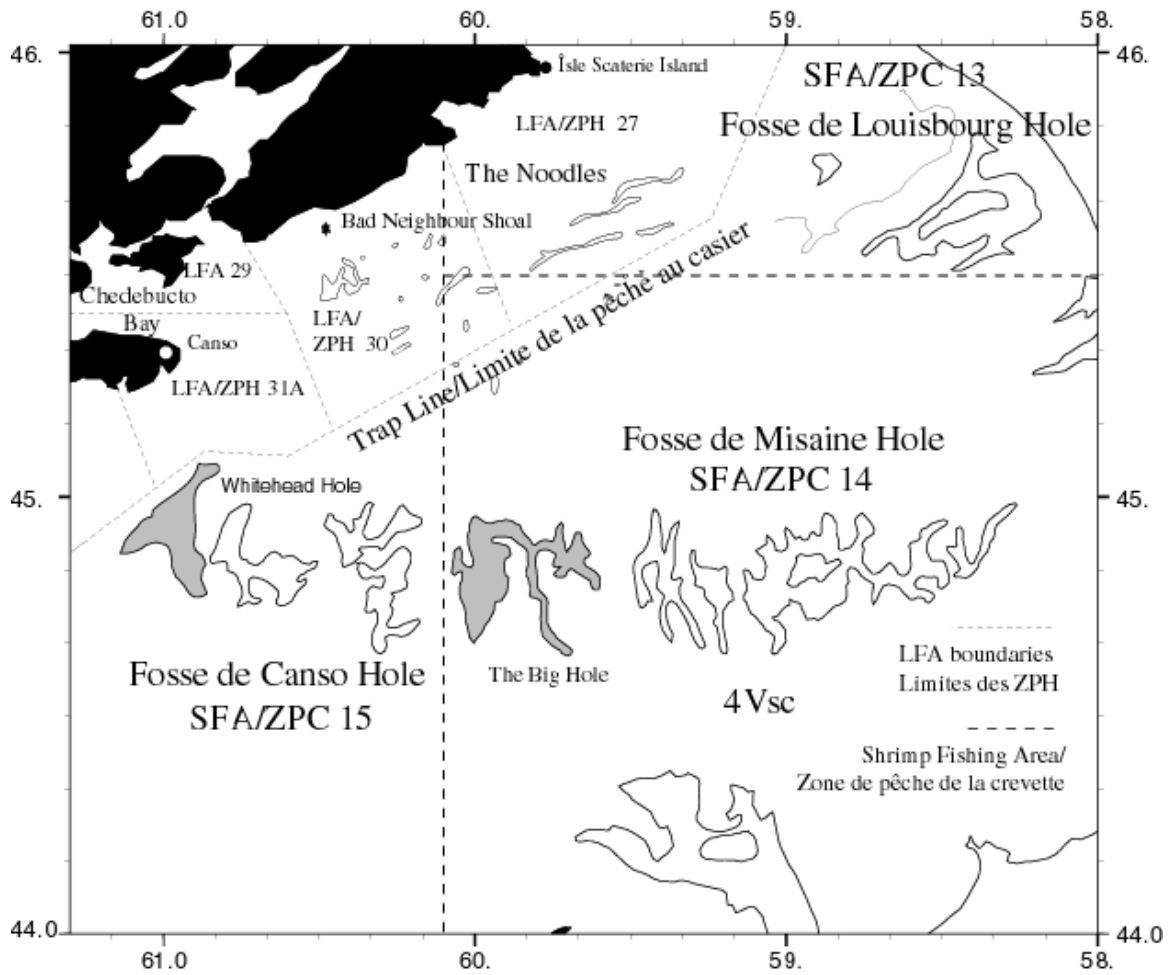 61.0 60. 59. 58.
46. 46.
Îsle Scaterie Island
SFA/ZPC 13
LFA/ZPH 27
Fosse de Louisbourg Hole
The Noodles
Bad Neighbour Shoal
LFA 29
Chedebucto
Bay
LFA/
ZPH 30
Canso
LFA/ZPH 31A
Trap Line/Limite de la pêche au casier
Fosse de Misaine Hole
SFA/ZPC 14
45. 45.
Whitehead Hole
LFA boundaries
Limites des ZPH
Fosse de Canso Hole
SFA/ZPC 15
The Big Hole
4Vsc
Shrimp Fishing Area/
Zone de pêche de la crevette
44.0 44.0
61.0 60. 59. 58.